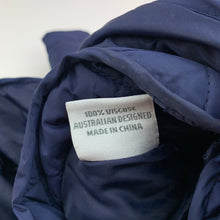 100% VISCOSE
AUSTRALIAN DESIGNED
MADE IN CHINA